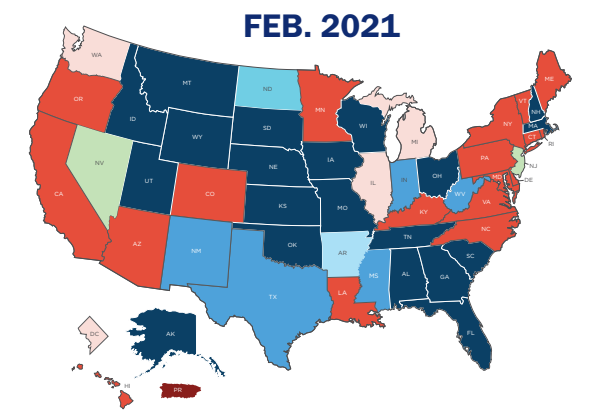 FEB. 2021
WA
OR
CA
NV
ID
MT
WY
UT
AZ
CO
NM
ND
SD
NE
KS
OK
TX
MN
IA
MO
AR
LA
WI
IL
MI
IN
OH
KY
TN
MS
AL
GA
FL
SC
NC
VA
WV
PA
NY
VT
NH
ME
MA
CT
RI
NJ
DE
MD
DC
AK
HI
PR